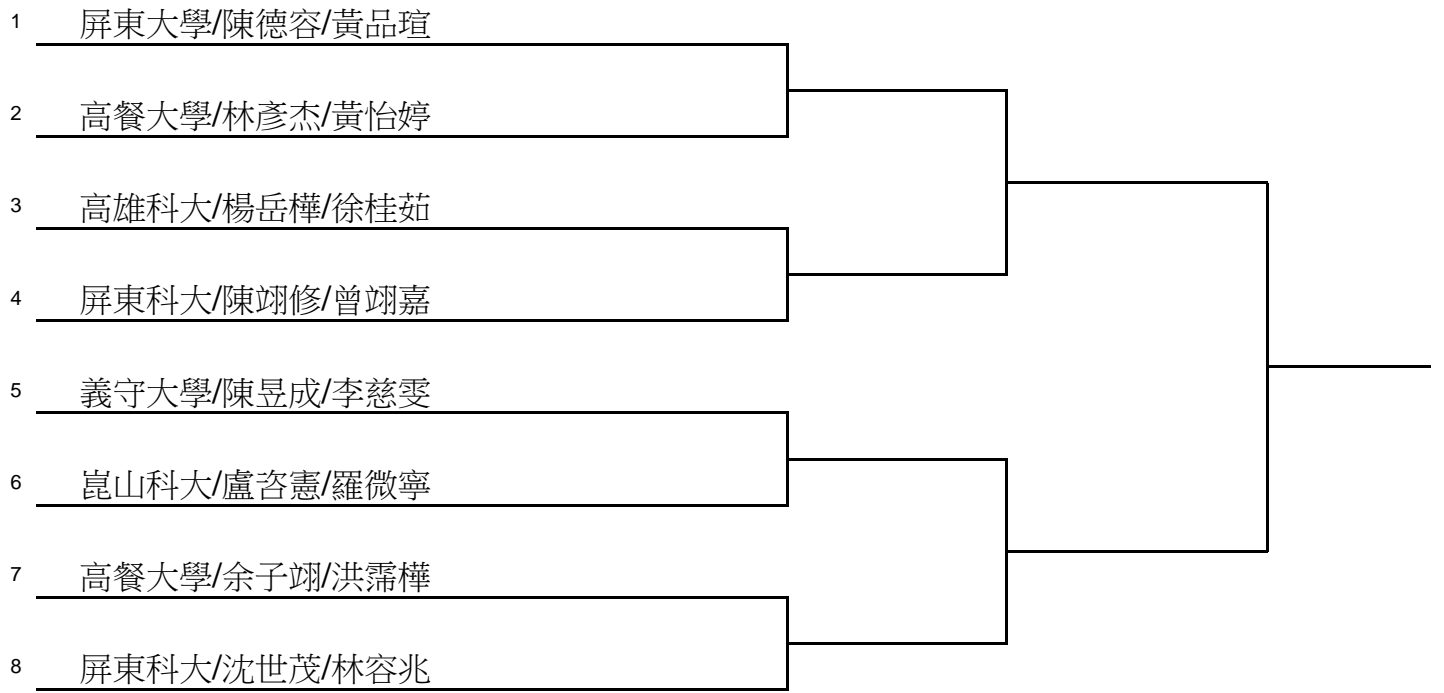 1 屏東大學/陳德容/黃品瑄
2 高餐大學/林彥杰/黃怡婷
3 高雄科大/楊岳樺/徐桂茹
4 屏東科大/陳翊修/曾翊嘉
5 義守大學/陳昱成/李慈雯
6 崑山科大/盧咨憲/羅微寧
7 高餐大學/余子翊/洪霈樺
8 屏東科大/沈世茂/林容兆